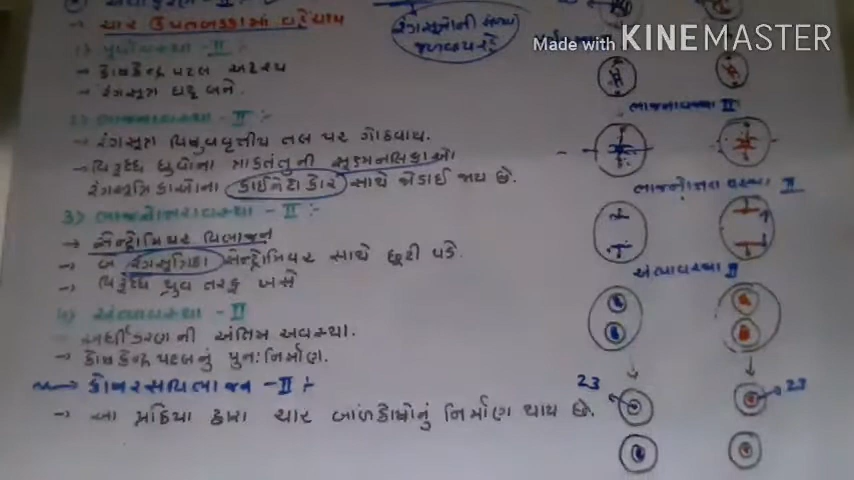 → ચાર ઉપતબક્કામાં વહેંચાય
રંગસૂત્રોની સંખ્યા
જળવાય રહે
Made with KINEMASTER
1) પૂર્વાવસ્થા - II :-
→ કોષકેન્દ્ર પટલ અદૃશ્ય
→ રંગસૂત્ર ઘટ્ટ બને.
2) ભાજનાવસ્થા - II :-
→ રંગસૂત્ર વિષુવવૃત્તીય તલ પર ગોઠવાય.
→ વિરૂદ્ધ ધ્રુવોના ત્રાકતંતુની સૂક્ષ્મનલિકાઓ
રંગસૂત્રિકાઓના કાઈનેટોકોર સાથે જોડાઈ જાય છે.
3) ભાજનોત્તરાવસ્થા - II :-
→ સેન્ટ્રોમિયર વિભાજન
→ બે રંગસૂત્રિકા સેન્ટ્રોમિયર સાથે છૂટી પડે.
→ વિરૂદ્ધ ધ્રુવ તરફ ખસે
4) અંત્યાવસ્થા - II
અર્ધીકરણની અંતિમ અવસ્થા.
→ કોષકેન્દ્ર પટલનું પુનઃનિર્માણ.
→ કોષરસવિભાજન - II :-
→ આ પ્રક્રિયા દ્વારા ચાર બાળકોષોનું નિર્માણ થાય છે.
ભાજનાવસ્થા II
ભાજનોત્તરાવસ્થા II
અંત્યાવસ્થા II
23 23